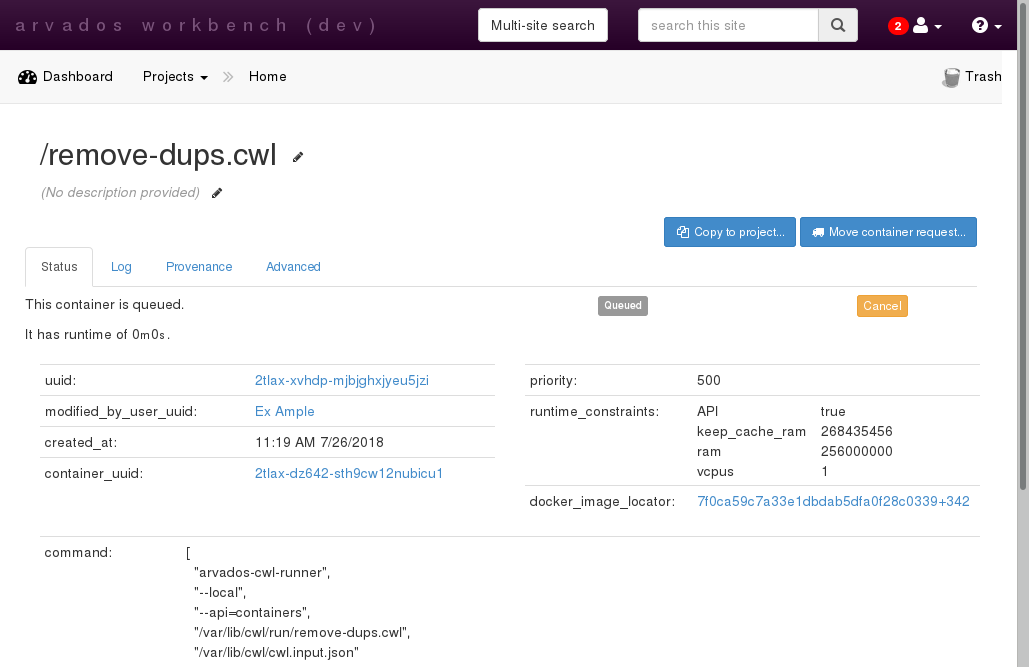 arvados workbench (dev)
Multi-site search
search this site
2
Dashboard Projects Home Trash
/remove-dups.cwl
(No description provided)
Copy to project... Move container request...
Status Log Provenance Advanced
This container is queued. Queued Cancel
It has runtime of 0m0s.
uuid: 2tlax-xvhdp-mjbjghxjyeu5jzi
modified_by_user_uuid: Ex Ample
created_at: 11:19 AM 7/26/2018
container_uuid: 2tlax-dz642-sth9cw12nubicu1
priority: 500
runtime_constraints: API true
keep_cache_ram 268435456
ram 256000000
vcpus 1
docker_image_locator: 7f0ca59c7a33e1dbdab5dfa0f28c0339+342
command: [
"arvados-cwl-runner",
"--local",
"--api=containers",
"/var/lib/cwl/run/remove-dups.cwl",
"/var/lib/cwl/cwl.input.json"